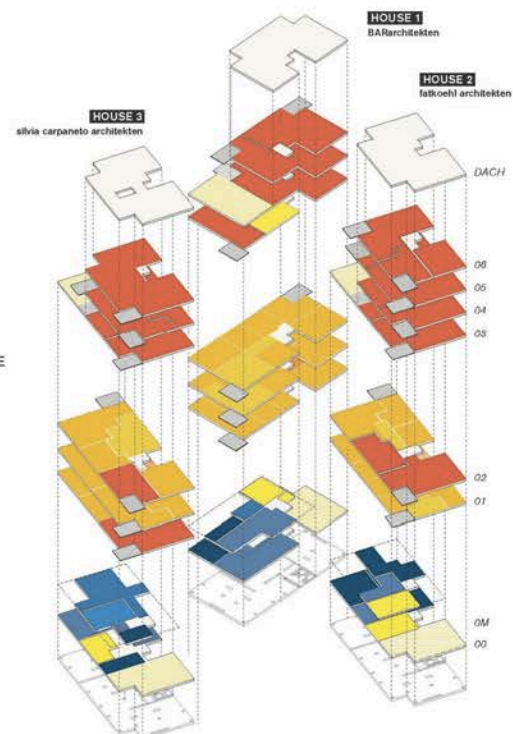 HOUSE 1
BARarchitekten
HOUSE 2
fatkoehl architekten
HOUSE 3
silvia carpaneto architekten
DACH
06
05
04
03
E
02
01
0M
00